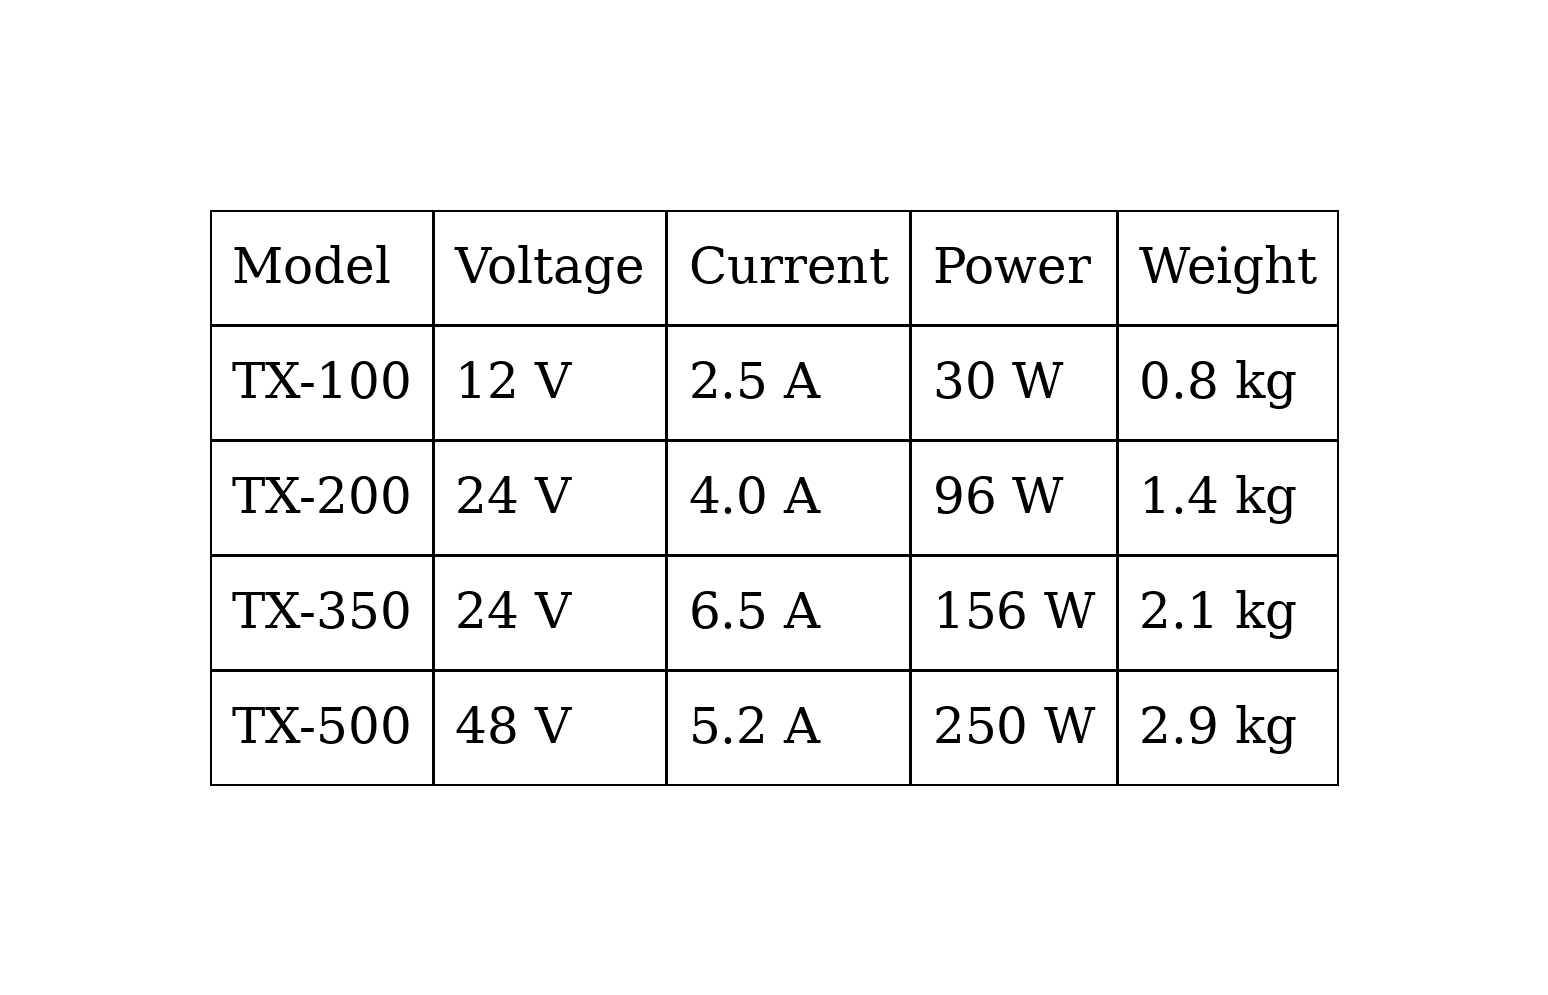 Model Voltage Current Power Weight
TX-100 12 V 2.5 A 30 W 0.8 kg
TX-200 24 V 4.0 A 96 W 1.4 kg
TX-350 24 V 6.5 A 156 W 2.1 kg
TX-500 48 V 5.2 A 250 W 2.9 kg